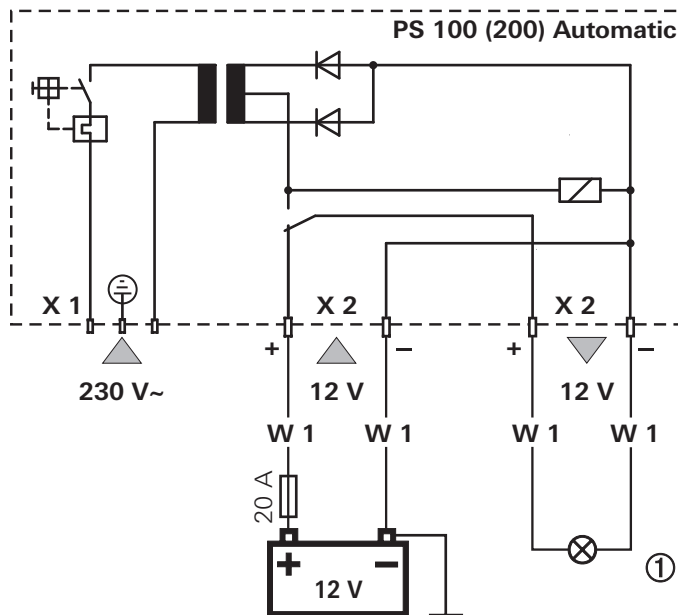 PS 100 (200) Automatic
X 1
X 2
X 2
+
–
+
–
230 V~
12 V
12 V
W 1
W 1
W 1
W 1
20 A
+
–
12 V
①